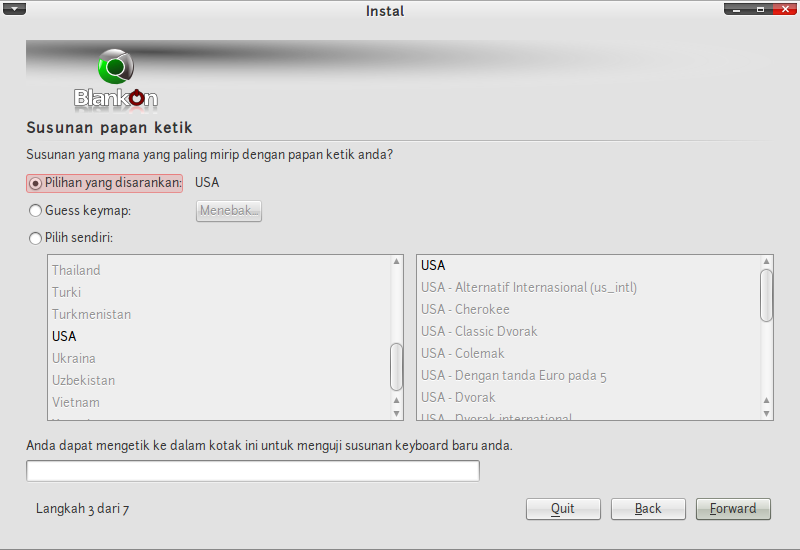 Instal
BlankOn
Susunan papan ketik
Susunan yang mana yang paling mirip dengan papan ketik anda?
Pilihan yang disarankan: USA
Guess keymap: Menebak...
Pilih sendiri:
Thailand
Turki
Turkmenistan
USA
Ukraina
Uzbekistan
Vietnam
USA
USA - Alternatif Internasional (us_intl)
USA - Cherokee
USA - Classic Dvorak
USA - Colemak
USA - Dengan tanda Euro pada 5
USA - Dvorak
USA - Dvorak international
Anda dapat mengetik ke dalam kotak ini untuk menguji susunan keyboard baru anda.
Langkah 3 dari 7
Quit
Back
Forward